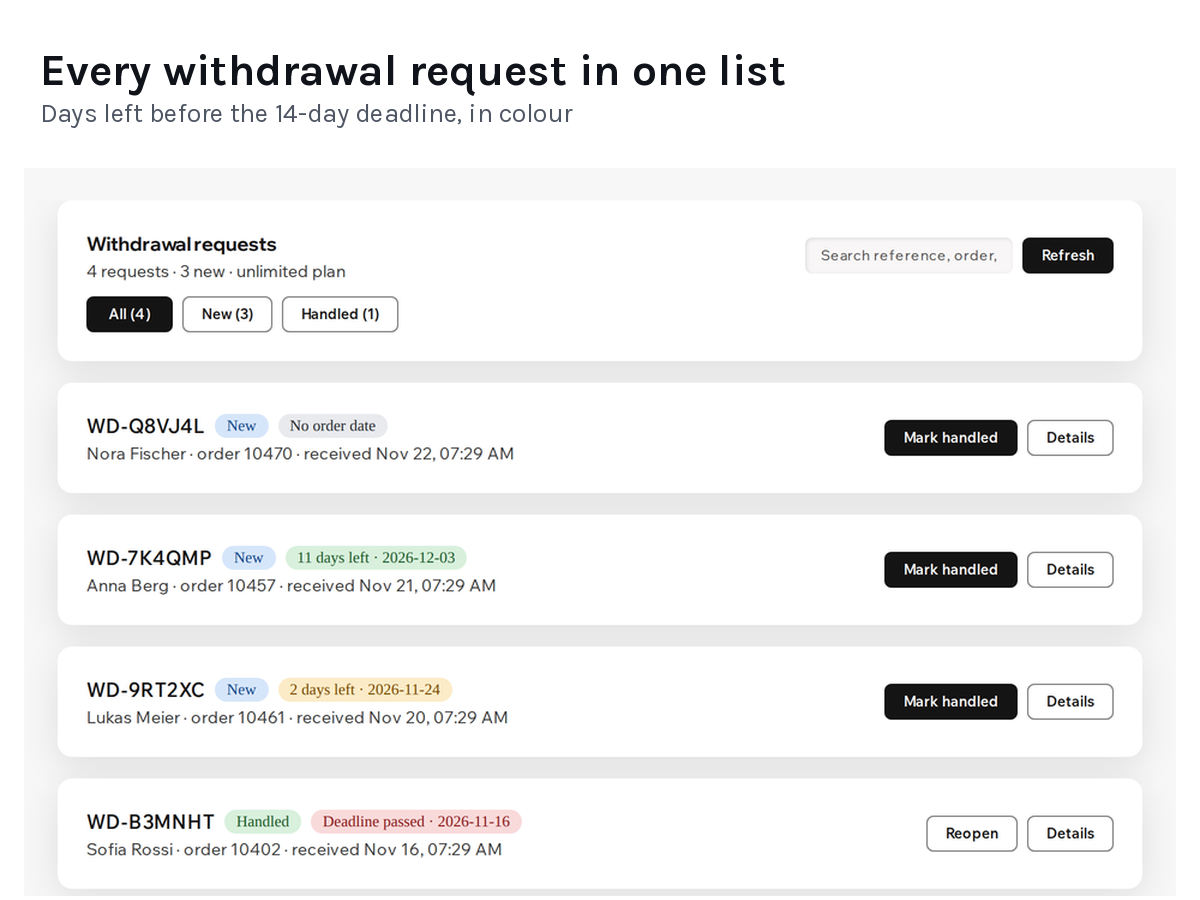 Every withdrawal request in one list
Days left before the 14-day deadline, in colour
Withdrawal requests
4 requests · 3 new · unlimited plan
Search reference, order,
Refresh
All (4)
New (3)
Handled (1)
WD-Q8VJ4L New No order date
Nora Fischer · order 10470 · received Nov 22, 07:29 AM
Mark handled
Details
WD-7K4QMP New 11 days left · 2026-12-03
Anna Berg · order 10457 · received Nov 21, 07:29 AM
Mark handled
Details
WD-9RT2XC New 2 days left · 2026-11-24
Lukas Meier · order 10461 · received Nov 20, 07:29 AM
Mark handled
Details
WD-B3MNHT Handled Deadline passed · 2026-11-16
Sofia Rossi · order 10402 · received Nov 16, 07:29 AM
Reopen
Details